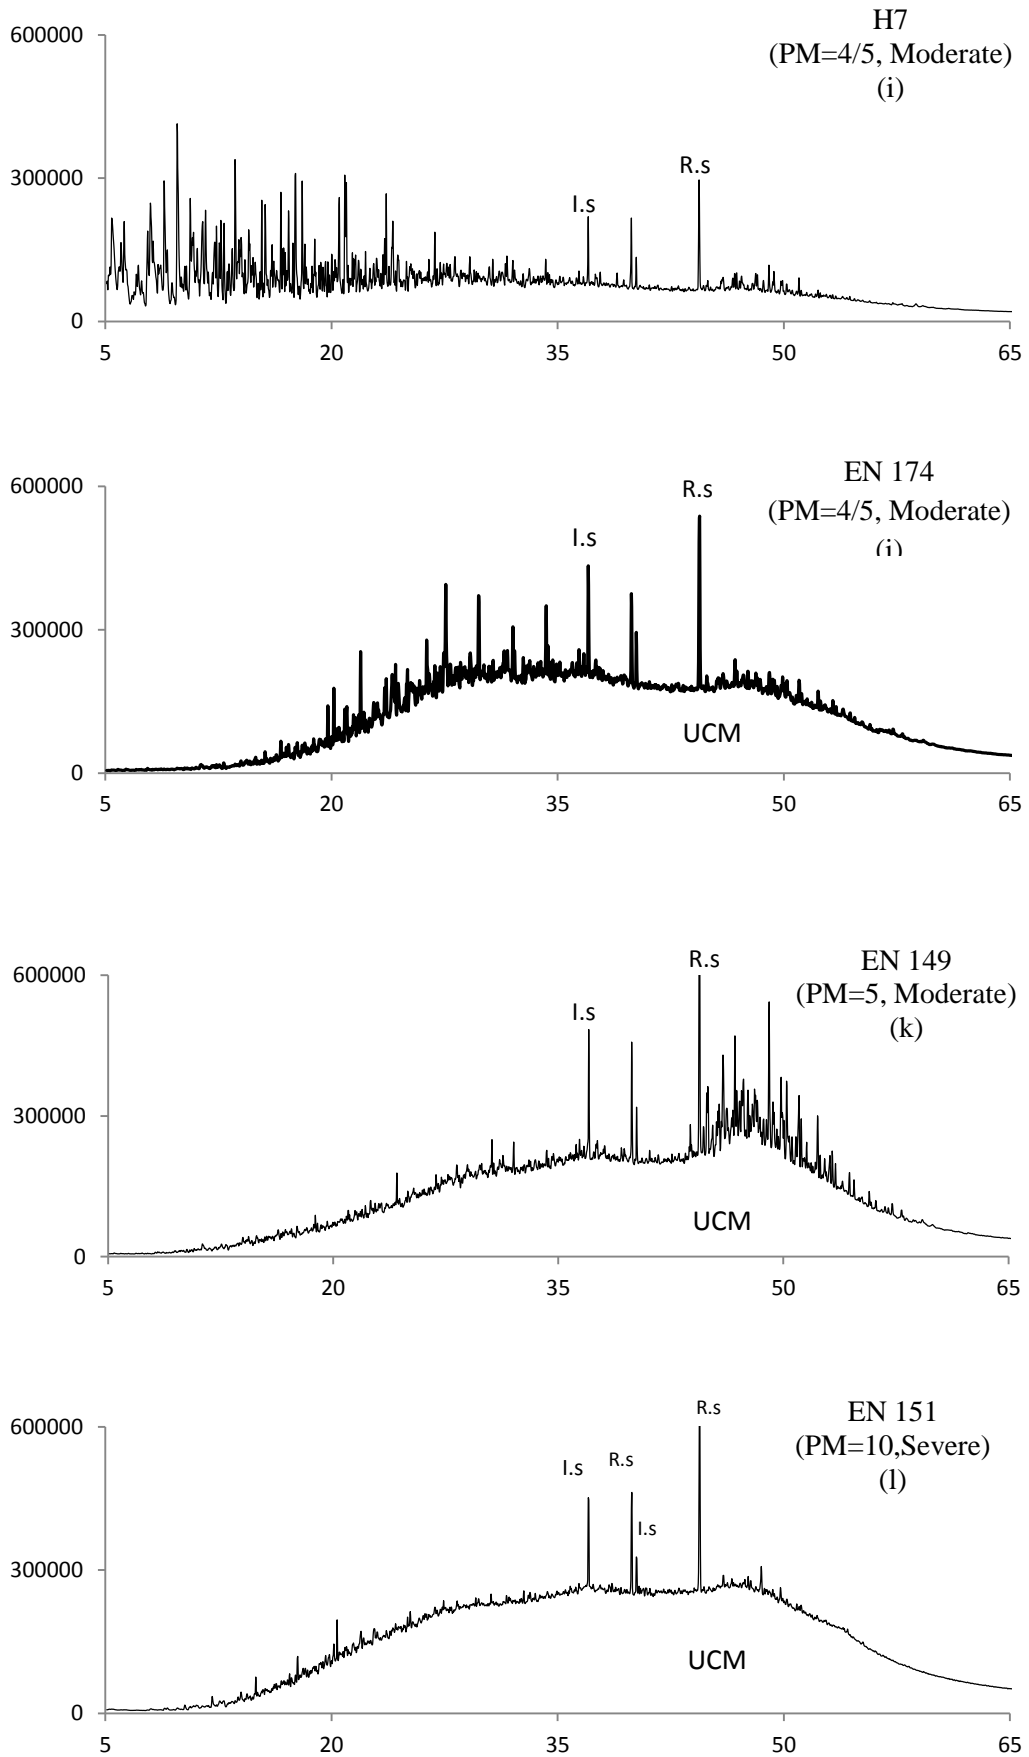 H7
(PM=4/5, Moderate)
(i)
600000
300000
0
I.s
R.s
5 20 35 50 65
EN 174
(PM=4/5, Moderate)
(j)
600000
300000
0
I.s
R.s
UCM
5 20 35 50 65
EN 149
(PM=5, Moderate)
(k)
600000
300000
0
I.s
R.s
UCM
5 20 35 50 65
EN 151
(PM=10,Severe)
(l)
600000
300000
0
I.s
R.s
I.s
R.s
UCM
5 20 35 50 65